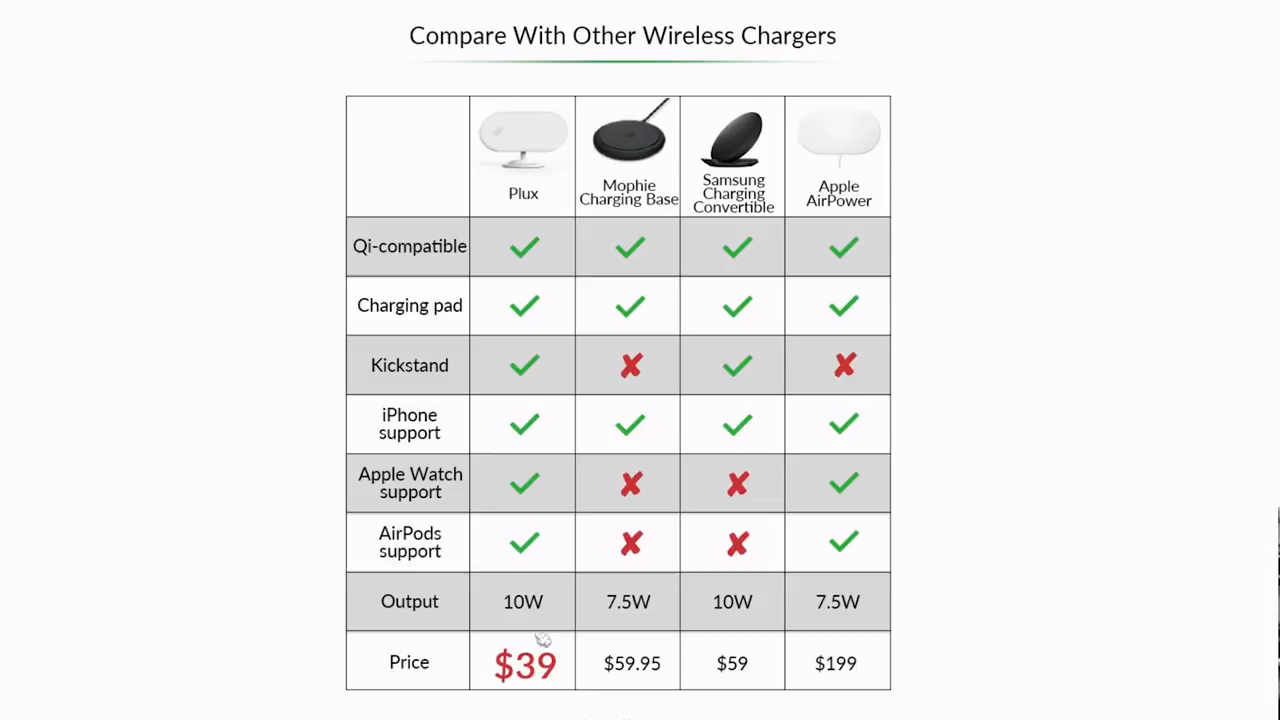 Compare With Other Wireless Chargers
Plux
Mophie
Charging Base
Samsung
Charging
Convertible
Apple
AirPower
Qi-compatible
Charging pad
Kickstand
iPhone
support
Apple Watch
support
AirPods
support
Output 10W 7.5W 10W 7.5W
Price $39 $59.95 $59 $199